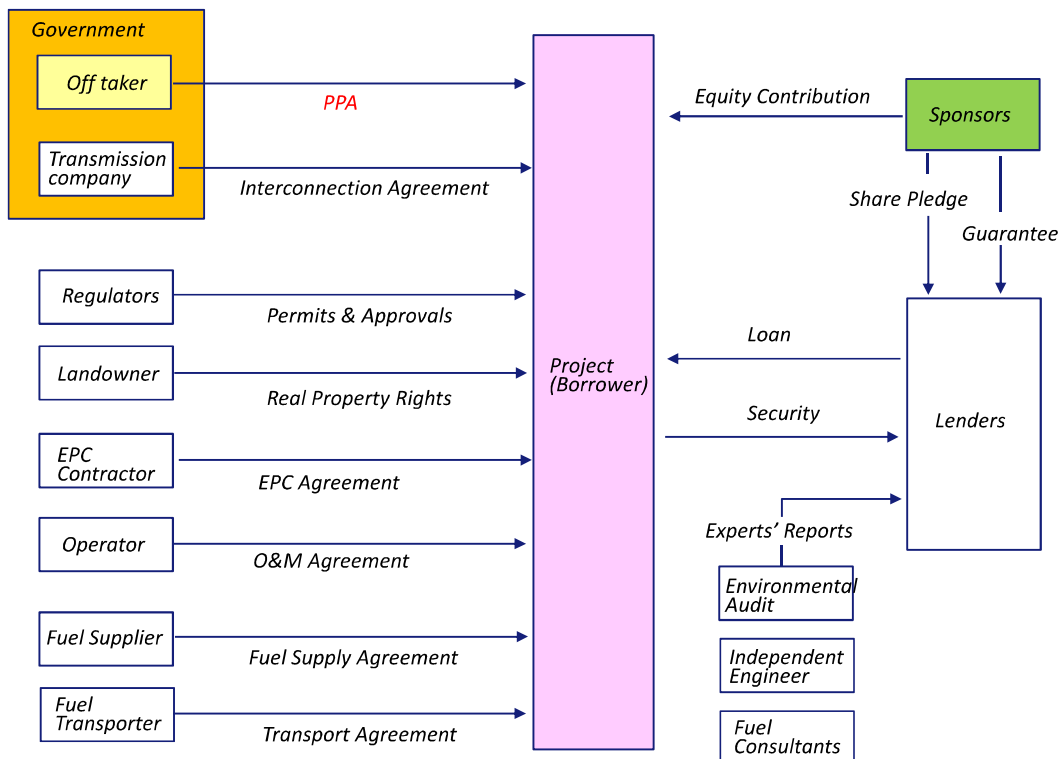 Government
Off taker
PPA
Transmission
company
Interconnection Agreement
Regulators
Permits & Approvals
Landowner
Real Property Rights
EPC
Contractor
EPC Agreement
Operator
O&M Agreement
Fuel Supplier
Fuel Supply Agreement
Fuel
Transporter
Transport Agreement
Project
(Borrower)
Equity Contribution
Sponsors
Share Pledge
Guarantee
Loan
Security
Lenders
Experts’ Reports
Environmental
Audit
Independent
Engineer
Fuel
Consultants